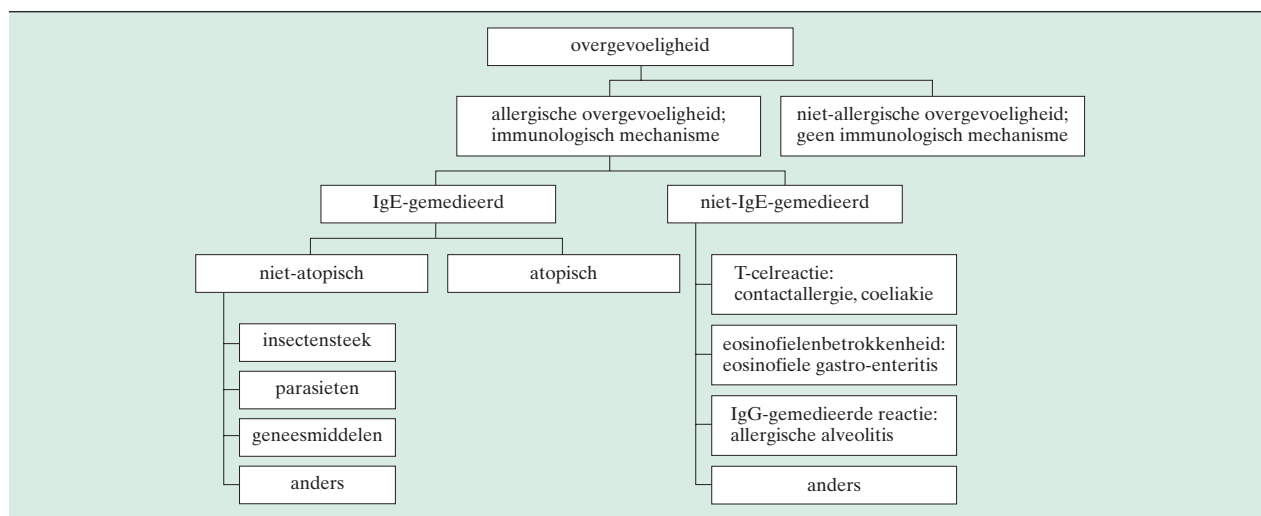 overgevoeligheid
allergische overgevoeligheid;
immunologisch mechanisme
niet-allergische overgevoeligheid;
geen immunologisch mechanisme
IgE-gemedieerd
niet-IgE-gemedieerd
niet-atopisch
atopisch
insectensteek
parasieten
geneesmiddelen
anders
T-celreactie:
contactallergie, coeliakie
eosinofielenbetrokkenheid:
eosinofiele gastro-enteritis
IgG-gemedieerde reactie:
allergische alveolitis
anders